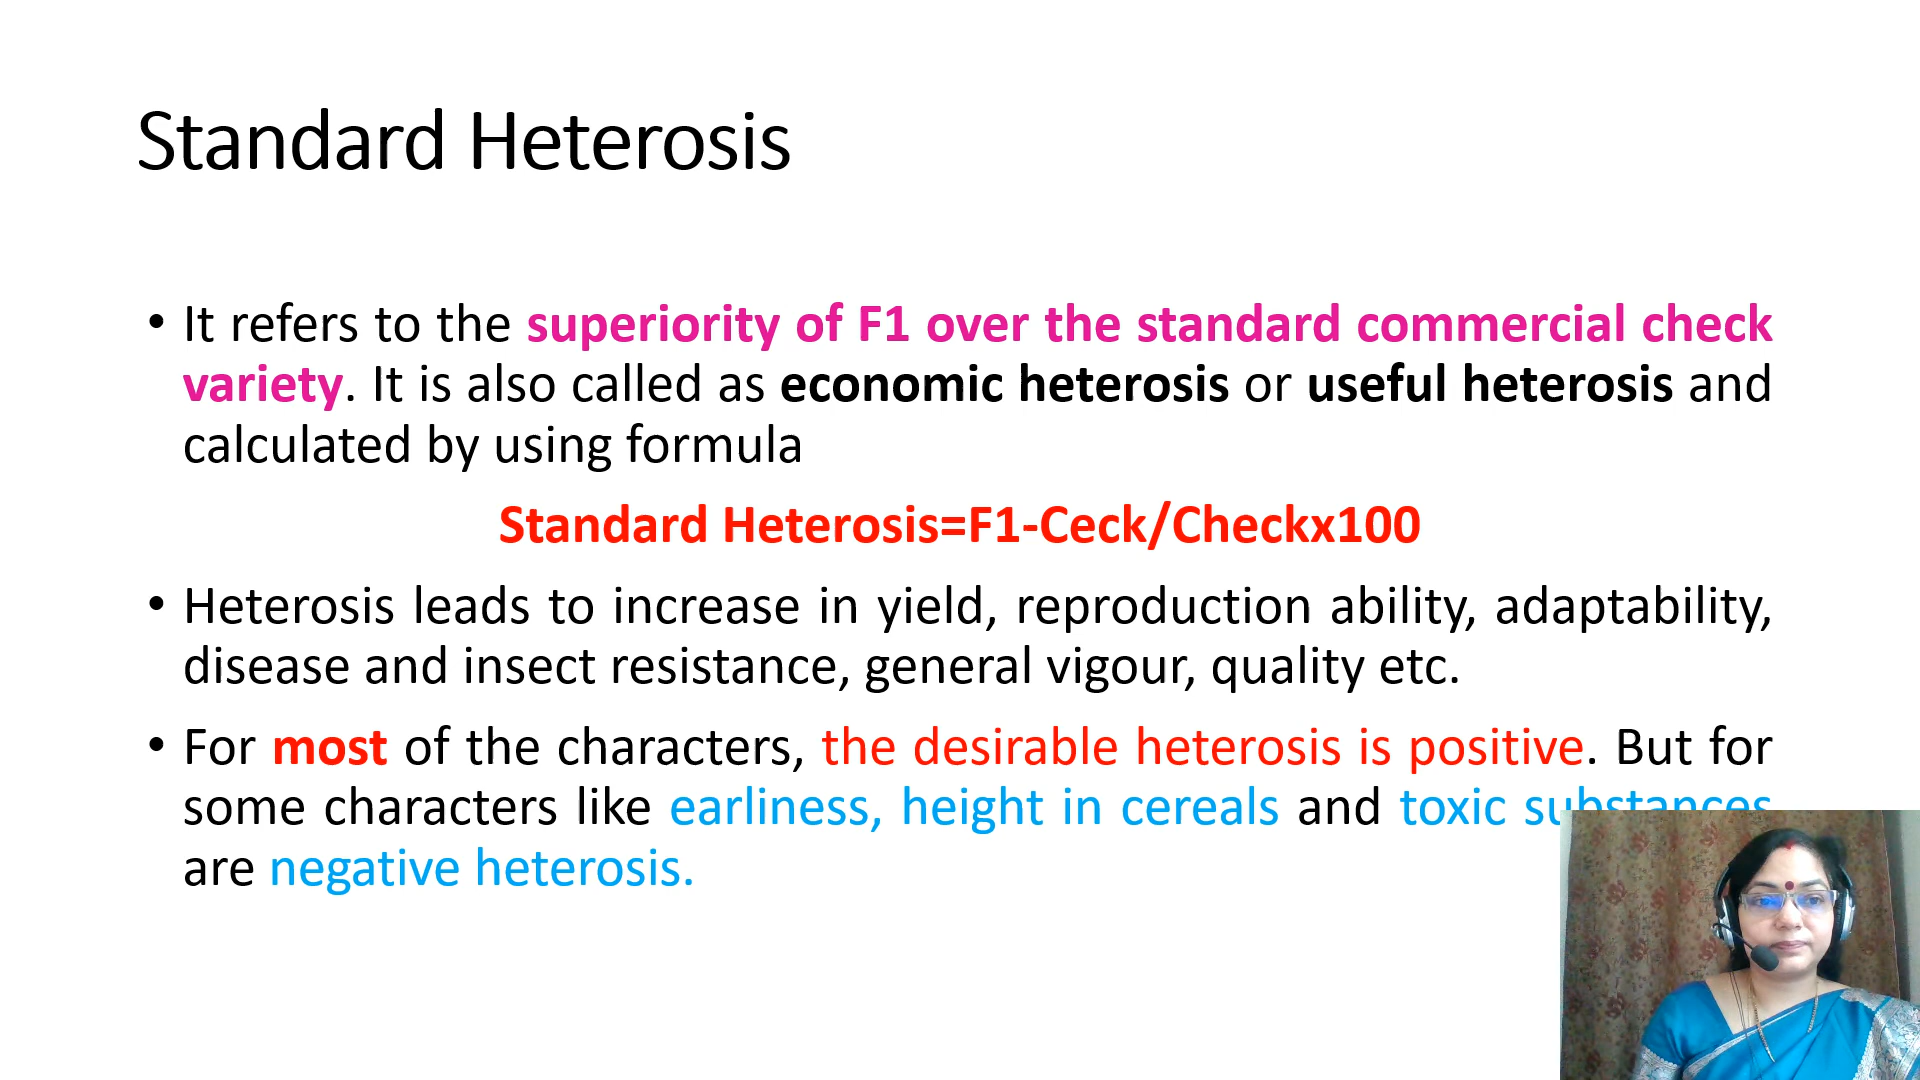 Standard Heterosis
• It refers to the superiority of F1 over the standard commercial check
variety. It is also called as economic heterosis or useful heterosis and
calculated by using formula
Standard Heterosis=F1-Ceck/Checkx100
• Heterosis leads to increase in yield, reproduction ability, adaptability,
disease and insect resistance, general vigour, quality etc.
• For most of the characters, the desirable heterosis is positive. But for
some characters like earliness, height in cereals and toxic substances
are negative heterosis.